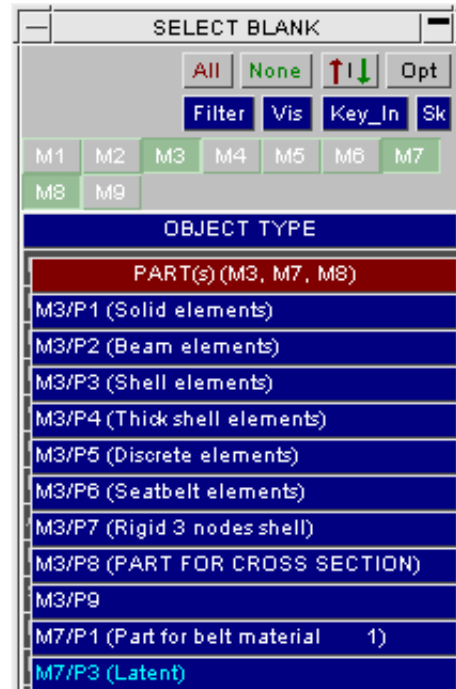 SELECT BLANK
All None ↑I↓ Opt
Filter Vis Key_In Sk
M1 M2 M3 M4 M5 M6 M7
M8 M9
OBJECT TYPE
PART(s) (M3, M7, M8)
M3/P1 (Solid elements)
M3/P2 (Beam elements)
M3/P3 (Shell elements)
M3/P4 (Thick shell elements)
M3/P5 (Discrete elements)
M3/P6 (Seatbelt elements)
M3/P7 (Rigid 3 nodes shell)
M3/P8 (PART FOR CROSS SECTION)
M3/P9
M7/P1 (Part for belt material 1)
M7/P3 (Latent)